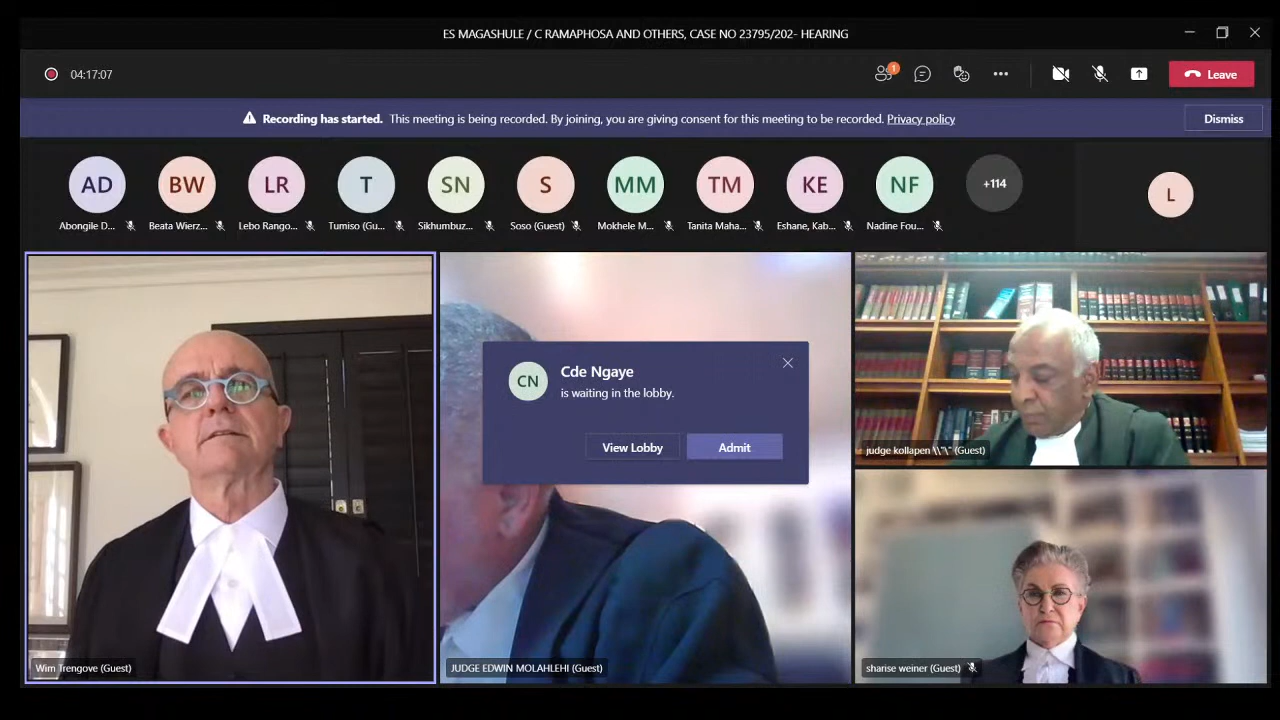 ES MAGASHULE / C RAMAPHOSA AND OTHERS, CASE NO 23795/202- HEARING
04:17:07
1
Leave
Recording has started. This meeting is being recorded. By joining, you are giving consent for this meeting to be recorded. Privacy policy
Dismiss
AD
BW
LR
T
SN
S
MM
TM
KE
NF
+114
L
Abongile D...
Beata Wierz...
Lebo Rango...
Tumiso (Gu...
Sikhumbuz...
Soso (Guest)
Mokhele M...
Tanita Maha...
Eshane, Kab...
Nadine Fou...
CN
Cde Ngaye
is waiting in the lobby.
View Lobby
Admit
judge kollapen \\"\" (Guest)
Wim Trengove (Guest)
JUDGE EDWIN MOLAHLEHI (Guest)
sharise weiner (Guest)